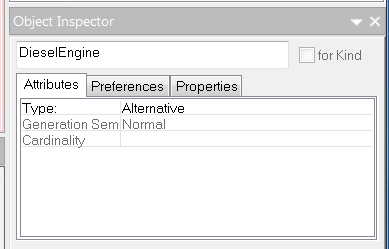 Object Inspector
DieselEngine
for Kind
Attributes Preferences Properties
Type: Alternative
Generation Sem Normal
Cardinality